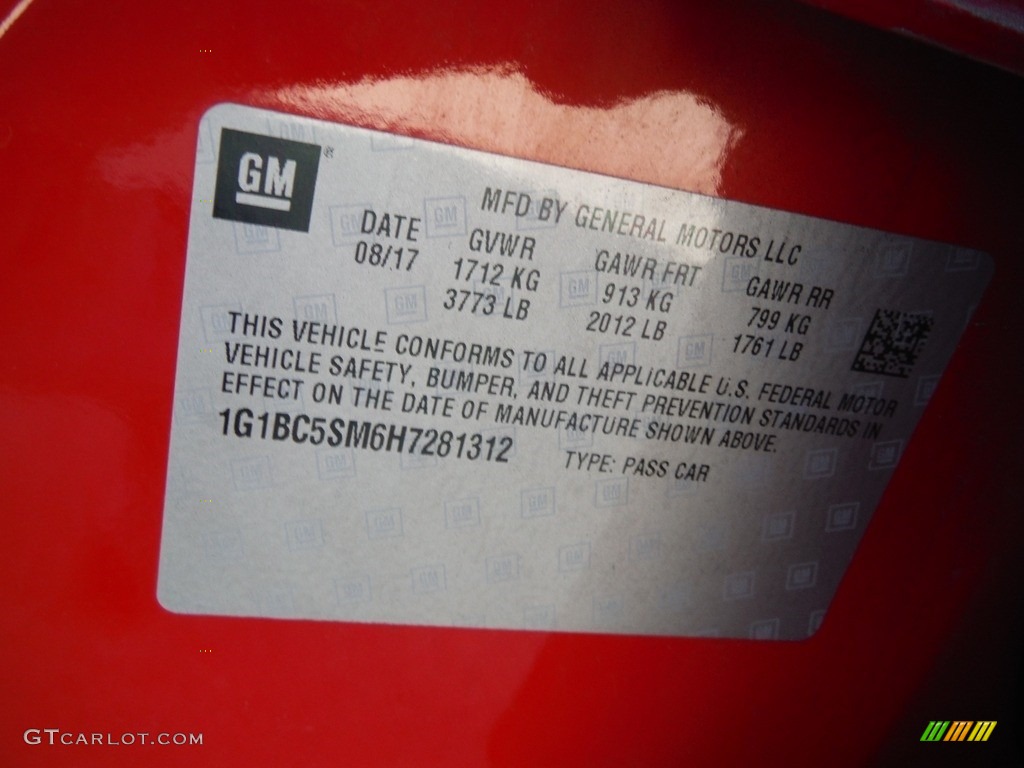 GM ®
MFD BY GENERAL MOTORS LLC
DATE GVWR GAWR FRT GAWR RR
08/17 1712 KG 913 KG 799 KG
3773 LB 2012 LB 1761 LB
THIS VEHICLE CONFORMS TO ALL APPLICABLE U.S. FEDERAL MOTOR
VEHICLE SAFETY, BUMPER, AND THEFT PREVENTION STANDARDS IN
EFFECT ON THE DATE OF MANUFACTURE SHOWN ABOVE.
1G1BC5SM6H7281312 TYPE: PASS CAR
GTCARLOT.COM